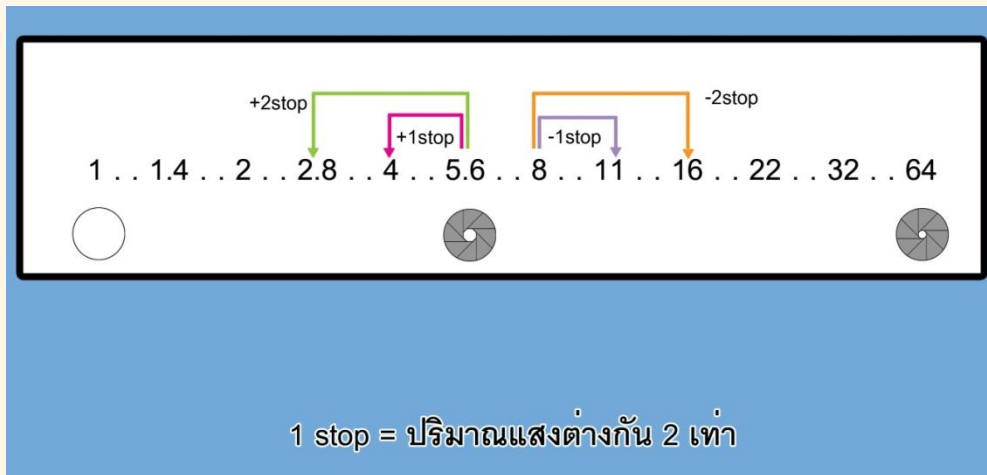 +2stop
-2stop
+1stop
-1stop
1 . . 1.4 . . 2 . . 2.8 . . 4 . . 5.6 . . 8 . . 11 . . 16 . . 22 . . 32 . . 64
1 stop = ปริมาณแสงต่างกัน 2 เท่า